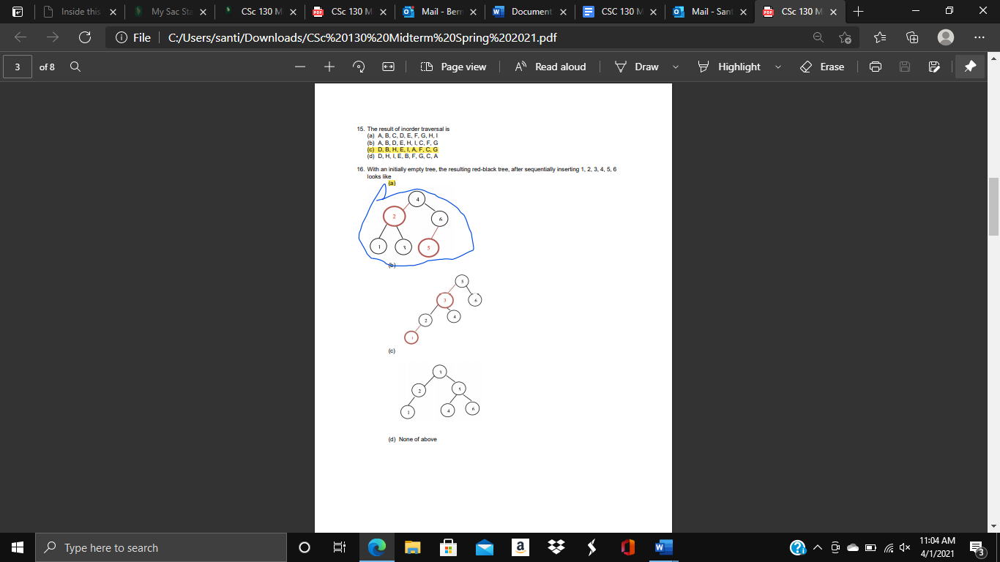 Inside this
My Sac Sta
CSc 130 M
CSc 130 M
Mail - Bern
Document
CSC 130 M
Mail - Sant
CSc 130 M
File
C:/Users/santi/Downloads/CSc%20130%20Midterm%20Spring%202021.pdf
3
of 8
Page view
Read aloud
Draw
Highlight
Erase
15. The result of inorder traversal is
(a) A, B, C, D, E, F, G, H, I
(b) A, B, D, E, H, I, C, F, G
(c) D, B, H, E, I, A, F, C, G
(d) D, H, I, E, B, F, G, C, A
16. With an initially empty tree, the resulting red-black tree, after sequentially inserting 1, 2, 3, 4, 5, 6
looks like
(a)
4
2
6
1
3
5
(b)
5
3
6
2
4
1
(c)
3
2
5
1
4
6
(d) None of above
Type here to search
11:04 AM
4/1/2021
3